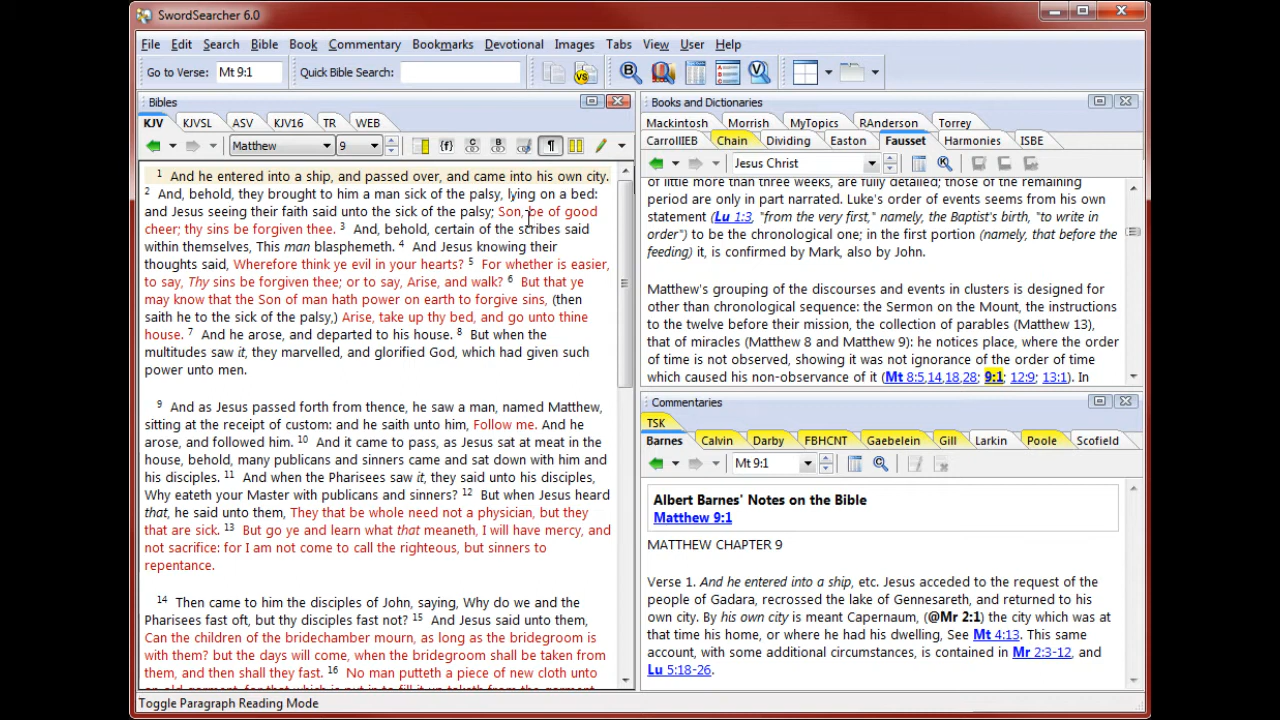 SwordSearcher 6.0
File Edit Search Bible Book Commentary Bookmarks Devotional Images Tabs View User Help
Go to Verse: Mt 9:1 Quick Bible Search:
Bibles
KJV KJVSL ASV KJV16 TR WEB
Matthew 9
1 And he entered into a ship, and passed over, and came into his own city.
2 And, behold, they brought to him a man sick of the palsy, lying on a bed:
and Jesus seeing their faith said unto the sick of the palsy; Son, be of good
cheer; thy sins be forgiven thee. 3 And, behold, certain of the scribes said
within themselves, This man blasphemeth. 4 And Jesus knowing their
thoughts said, Wherefore think ye evil in your hearts? 5 For whether is easier,
to say, Thy sins be forgiven thee; or to say, Arise, and walk? 6 But that ye
may know that the Son of man hath power on earth to forgive sins, (then
saith he to the sick of the palsy,) Arise, take up thy bed, and go unto thine
house. 7 And he arose, and departed to his house. 8 But when the
multitudes saw it, they marvelled, and glorified God, which had given such
power unto men.
9 And as Jesus passed forth from thence, he saw a man, named Matthew,
sitting at the receipt of custom: and he saith unto him, Follow me. And he
arose, and followed him. 10 And it came to pass, as Jesus sat at meat in the
house, behold, many publicans and sinners came and sat down with him and
his disciples. 11 And when the Pharisees saw it, they said unto his disciples,
Why eateth your Master with publicans and sinners? 12 But when Jesus heard
that, he said unto them, They that be whole need not a physician, but they
that are sick. 13 But go ye and learn what that meaneth, I will have mercy, and
not sacrifice: for I am not come to call the righteous, but sinners to
repentance.
14 Then came to him the disciples of John, saying, Why do we and the
Pharisees fast oft, but thy disciples fast not? 15 And Jesus said unto them,
Can the children of the bridechamber mourn, as long as the bridegroom is
with them? but the days will come, when the bridegroom shall be taken from
them, and then shall they fast. 16 No man putteth a piece of new cloth unto
an old garment, for that which is put in to fill it up taketh from the garment,
Toggle Paragraph Reading Mode
Books and Dictionaries
Mackintosh Morrish MyTopics RAnderson Torrey
CarrollIEB Chain Dividing Easton Fausset Harmonies ISBE
Jesus Christ
of little more than three weeks, are fully detailed; those of the remaining
period are only in part narrated. Luke's order of events seems from his own
statement (Lu 1:3, "from the very first," namely, the Baptist's birth, "to write in
order") to be the chronological one; in the first portion (namely, that before the
feeding) it, is confirmed by Mark, also by John.
Matthew's grouping of the discourses and events in clusters is designed for
other than chronological sequence: the Sermon on the Mount, the instructions
to the twelve before their mission, the collection of parables (Matthew 13),
that of miracles (Matthew 8 and Matthew 9): he notices place, where the order
of time is not observed, showing it was not ignorance of the order of time
which caused his non-observance of it (Mt 8:5,14,18,28; 9:1; 12:9; 13:1). In
Commentaries
TSK
Barnes Calvin Darby FBHCNT Gaebelein Gill Larkin Poole Scofield
Mt 9:1
Albert Barnes' Notes on the Bible
Matthew 9:1
MATTHEW CHAPTER 9
Verse 1. And he entered into a ship, etc. Jesus acceded to the request of the
people of Gadara, recrossed the lake of Gennesareth, and returned to his
own city. By his own city is meant Capernaum, (@Mr 2:1) the city which was at
that time his home, or where he had his dwelling, See Mt 4:13. This same
account, with some additional circumstances, is contained in Mr 2:3-12, and
Lu 5:18-26.